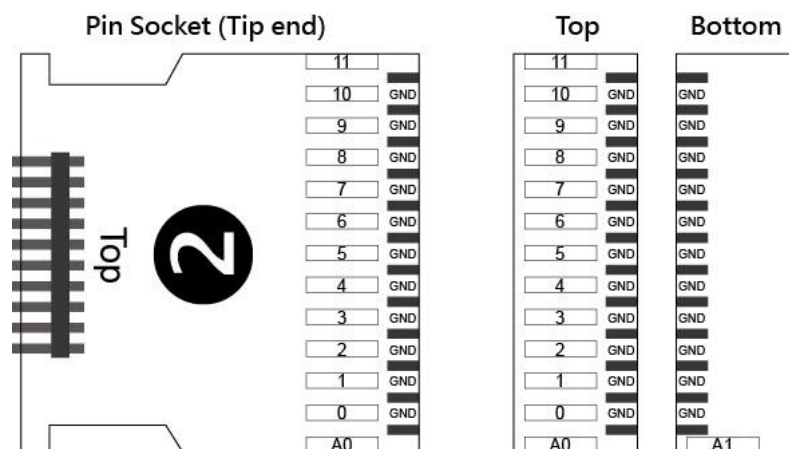 Pin Socket (Tip end) Top Bottom
11 11
10 GND 10 GND GND
9 GND 9 GND GND
8 GND 8 GND GND
7 GND 7 GND GND
6 GND 6 GND GND
5 GND 5 GND GND
4 GND 4 GND GND
3 GND 3 GND GND
2 GND 2 GND GND
1 GND 1 GND GND
0 GND 0 GND GND
A0 A0 A1
Top
2